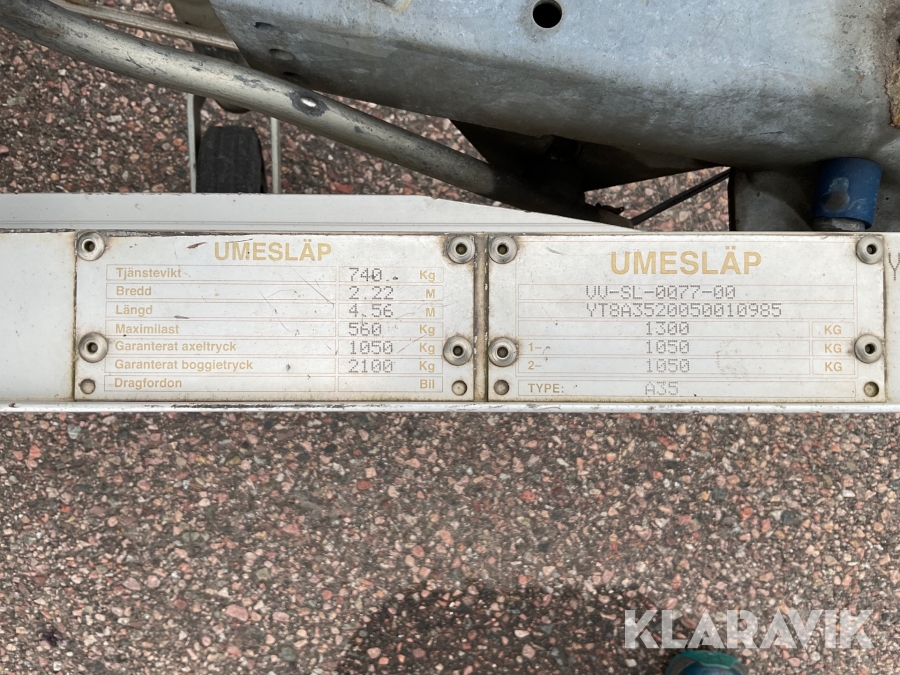 UMESLÄP
Tjänstevikt 740 Kg
Bredd 2.22 M
Längd 4.56 M
Maximilast 560 Kg
Garanterat axeltryck 1050 Kg
Garanterat boggietryck 2100 Kg
Dragfordon Bil
UMESLÄP
VV-SL-0077-00
YT8A3520050010985
1300 KG
1- 1050 KG
2- 1050 KG
TYPE: A35
Y
KLARAVIK